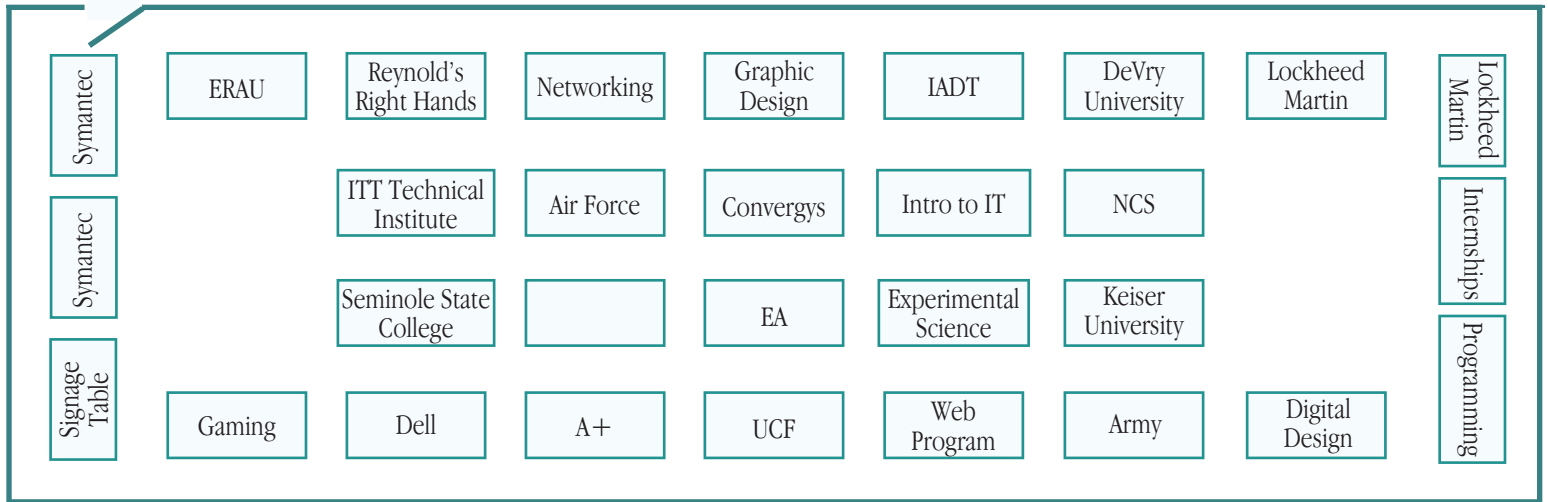 Symantec
Symantec
Signage
Table
ERAU
Reynold's
Right Hands
Networking
Graphic
Design
IADT
DeVry
University
Lockheed
Martin
ITT Technical
Institute
Air Force
Convergys
Intro to IT
NCS
Seminole State
College
EA
Experimental
Science
Keiser
University
Gaming
Dell
A+
UCF
Web
Program
Army
Digital
Design
Lockheed
Martin
Internships
Programming